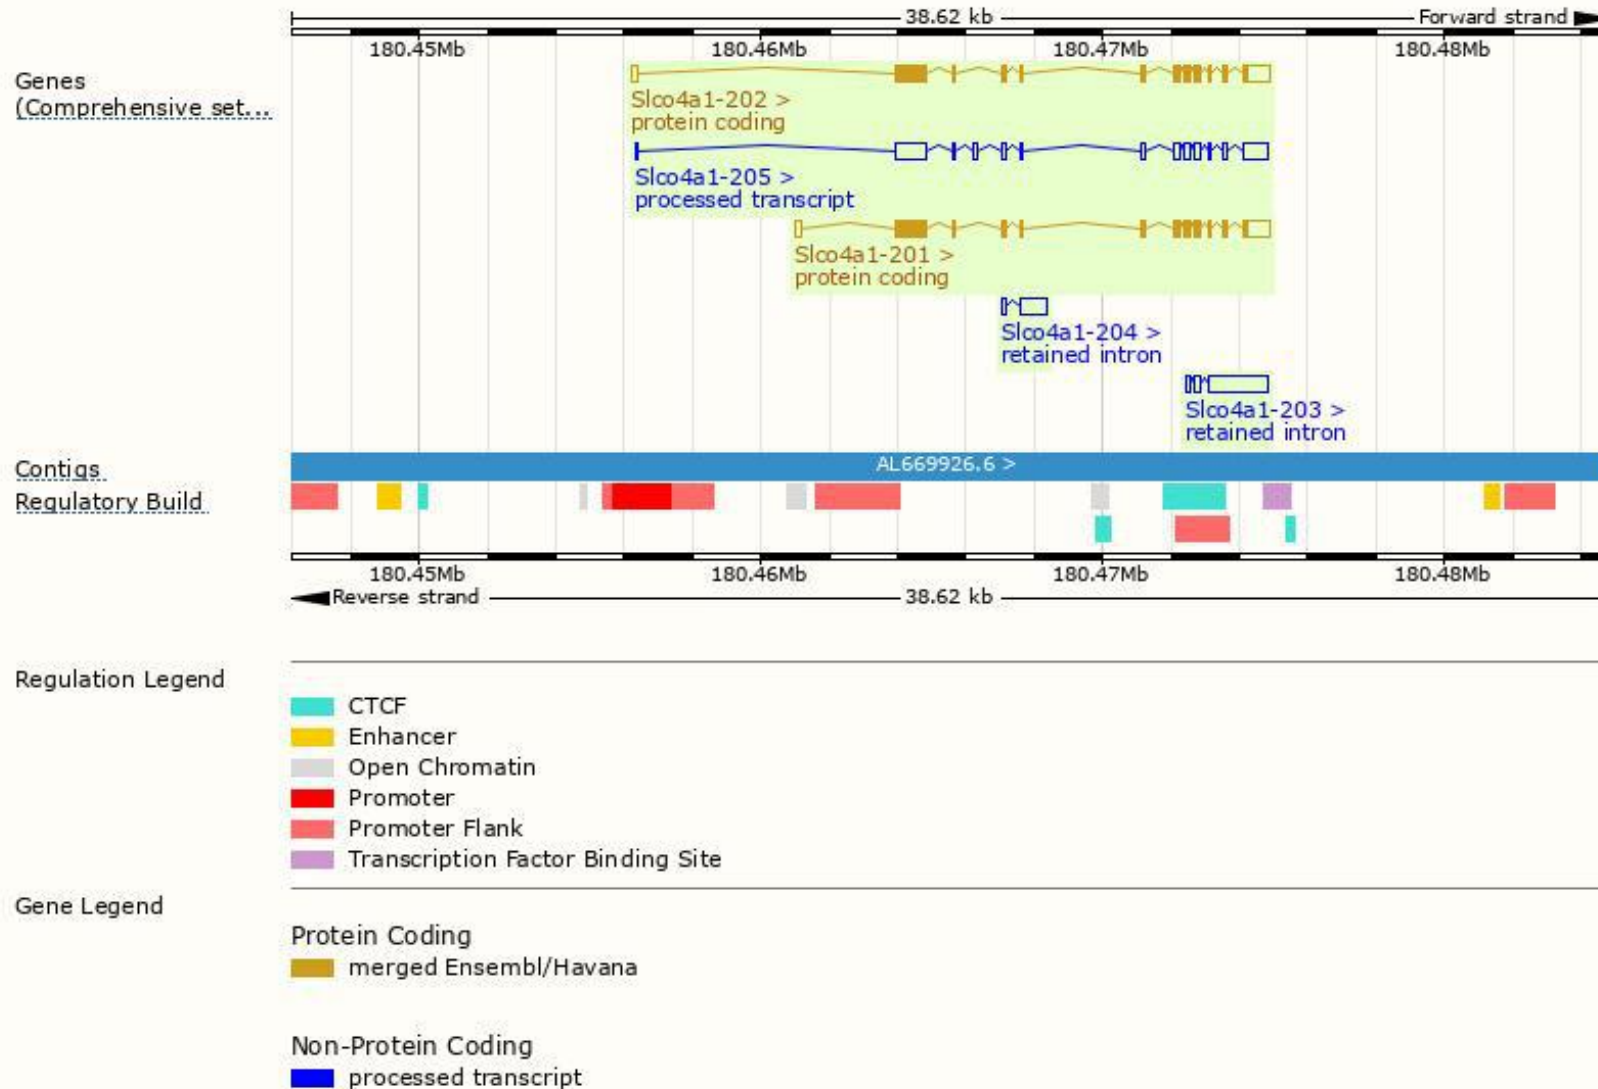 38.62 kb Forward strand
180.45Mb 180.46Mb 180.47Mb 180.48Mb
Genes
(Comprehensive set...
Slco4a1-202 >
protein coding
Slco4a1-205 >
processed transcript
Slco4a1-201 >
protein coding
Slco4a1-204 >
retained intron
Slco4a1-203 >
retained intron
Contigs
AL669926.6 >
Regulatory Build
180.45Mb 180.46Mb 180.47Mb 180.48Mb
Reverse strand 38.62 kb
Regulation Legend
CTCF
Enhancer
Open Chromatin
Promoter
Promoter Flank
Transcription Factor Binding Site
Gene Legend
Protein Coding
merged Ensembl/Havana
Non-Protein Coding
processed transcript